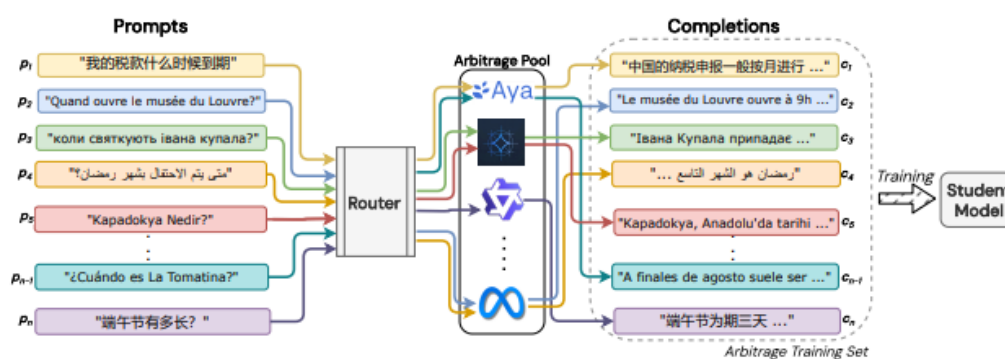 Prompts
Completions
p₁
"我的税款什么时候到期"
p₂
"Quand ouvre le musée du Louvre?"
p₃
"коли святкують івана купала?"
p₄
"متى يتم الاحتفال بشهر رمضان؟"
p₅
"Kapadokya Nedir?"
pₙ₋₁
"¿Cuándo es La Tomatina?"
pₙ
"端午节有多长？"
Router
Arbitrage Pool
Aya
"中国的纳税申报一般按月进行 ..."
c₁
"Le musée du Louvre ouvre à 9h ..."
c₂
"Івана Купала припадає ..."
c₃
"رمضان هو الشهر التاسع ..."
c₄
"Kapadokya, Anadolu'da tarihi ..."
c₅
"A finales de agosto suele ser ..."
cₙ₋₁
"端午节为期三天 ..."
cₙ
Arbitrage Training Set
Training
Student
Model